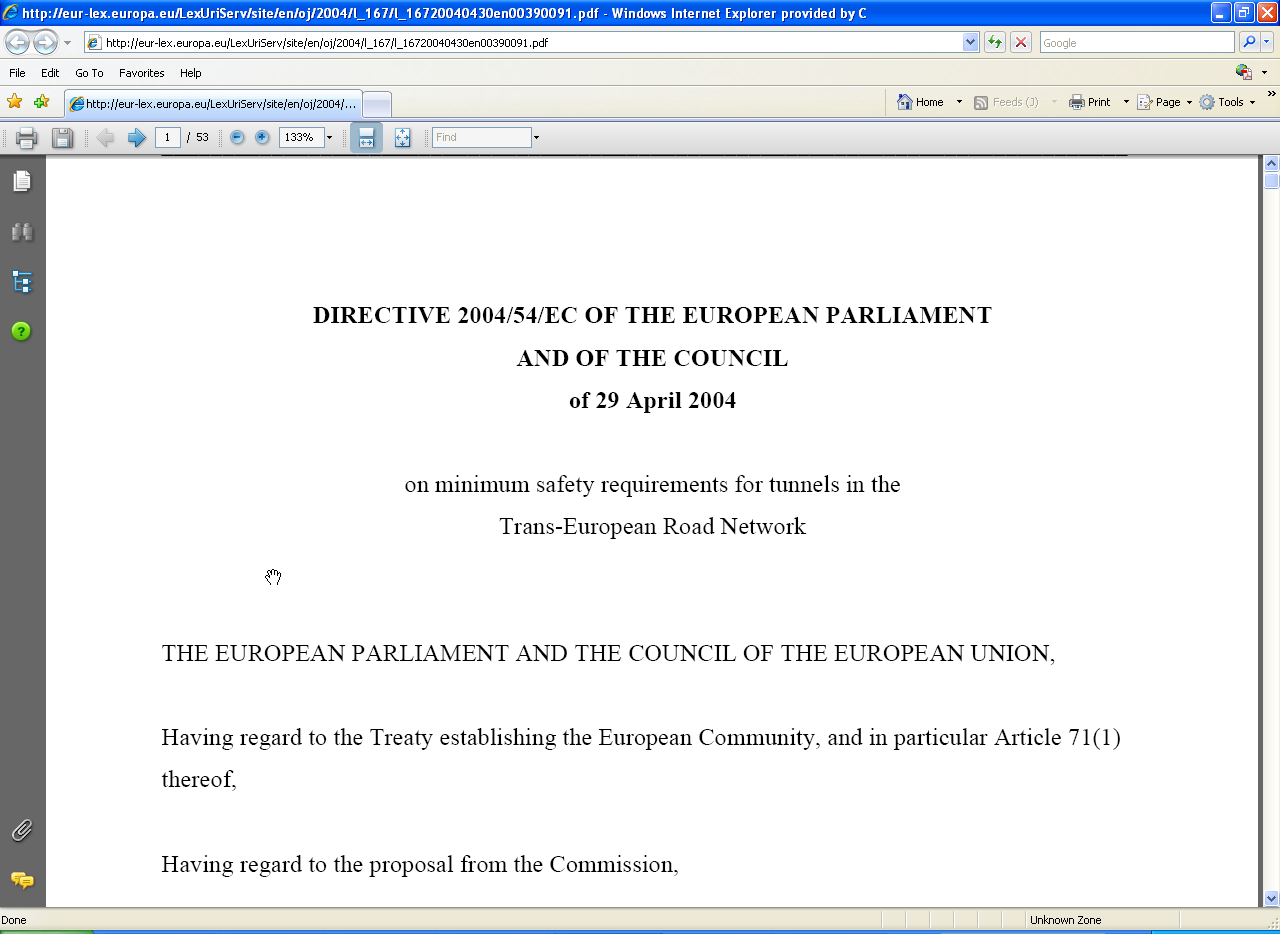 http://eur-lex.europa.eu/LexUriServ/site/en/oj/2004/l_167/l_16720040430en00390091.pdf - Windows Internet Explorer provided by C
http://eur-lex.europa.eu/LexUriServ/site/en/oj/2004/l_167/l_16720040430en00390091.pdf
Google
File Edit Go To Favorites Help
http://eur-lex.europa.eu/LexUriServ/site/en/oj/2004/... Home Feeds (J) Print Page Tools
1 / 53 133% Find
DIRECTIVE 2004/54/EC OF THE EUROPEAN PARLIAMENT
AND OF THE COUNCIL
of 29 April 2004
on minimum safety requirements for tunnels in the
Trans-European Road Network
THE EUROPEAN PARLIAMENT AND THE COUNCIL OF THE EUROPEAN UNION,
Having regard to the Treaty establishing the European Community, and in particular Article 71(1)
thereof,
Having regard to the proposal from the Commission,
Done Unknown Zone